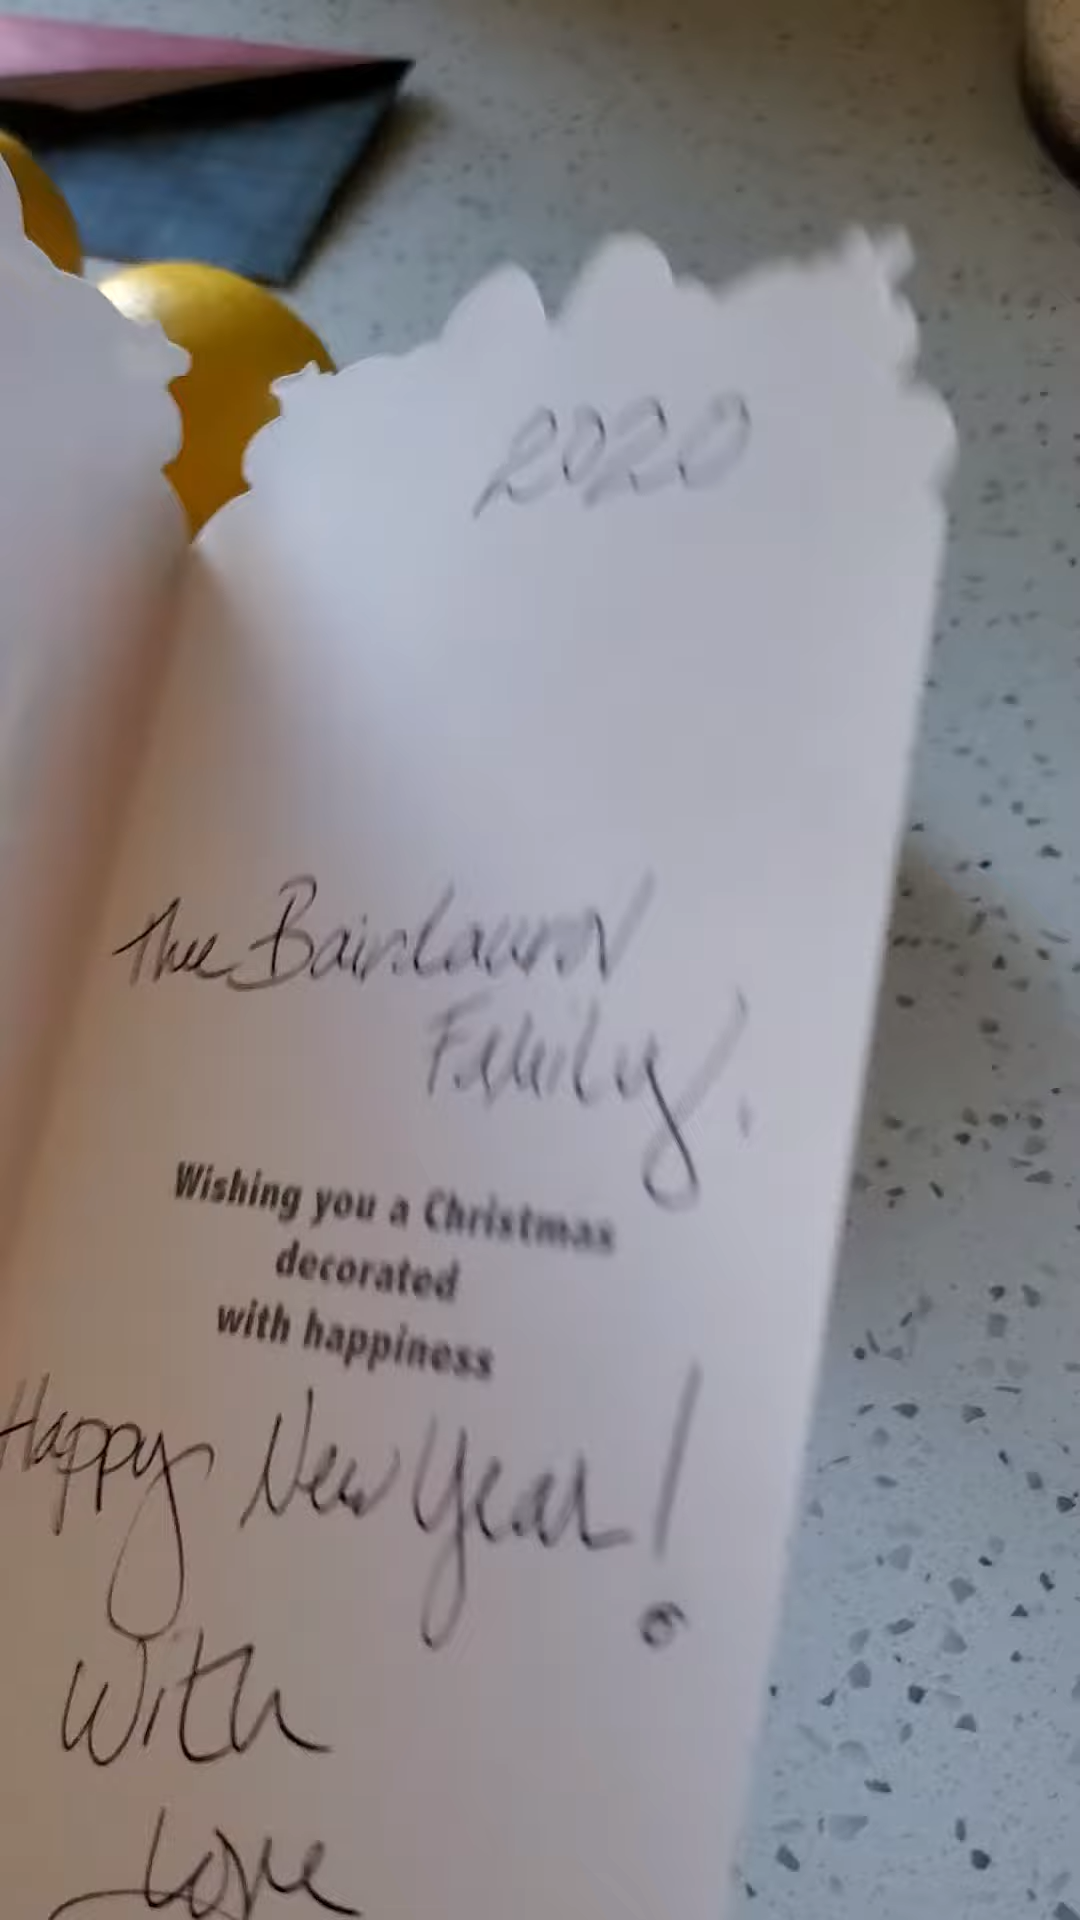 2020
The
Family!
Wishing you a Christmas
decorated
with happiness
Happy New Year!
With
Love